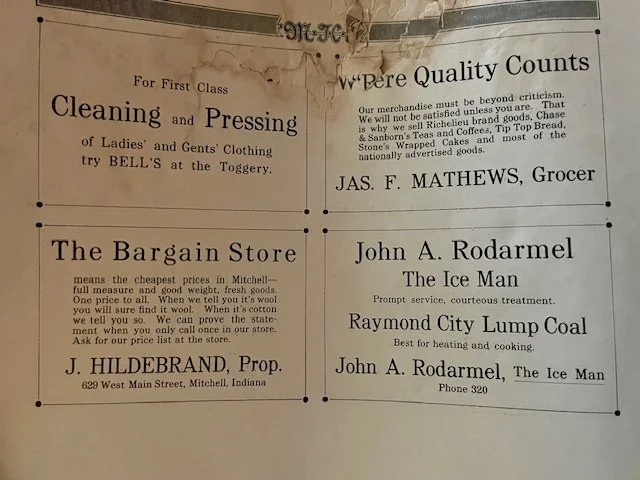 M·H·
For First Class
Cleaning and Pressing
of Ladies' and Gents' Clothing
try BELL'S at the Toggery.
Quality Counts
Our merchandise must be beyond criticism.
We will not be satisfied unless you are. That
is why we sell Richelieu brand goods, Chase
& Sanborn's Teas and Coffees, Tip Top Bread,
Stone's Wrapped Cakes and most of the
nationally advertised goods.
JAS. F. MATHEWS, Grocer
The Bargain Store
means the cheapest prices in Mitchell—
full measure and good weight, fresh goods.
One price to all. When we tell you it's wool
you will sure find it wool. When it's cotton
we tell you so. We can prove the state-
ment when you only call once in our store.
Ask for our price list at the store.
J. HILDEBRAND, Prop.
629 West Main Street, Mitchell, Indiana
John A. Rodarmel
The Ice Man
Prompt service, courteous treatment.
Raymond City Lump Coal
Best for heating and cooking.
John A. Rodarmel, The Ice Man
Phone 320